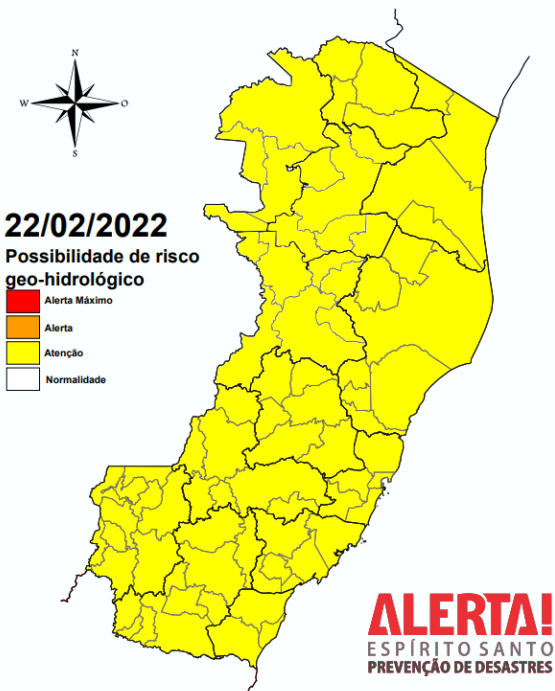 N
W O
S
22/02/2022
Possibilidade de risco
geo-hidrológico
Alerta Máximo
Alerta
Atenção
Normalidade
ALERTA!
ESPÍRITO SANTO
PREVENÇÃO DE DESASTRES